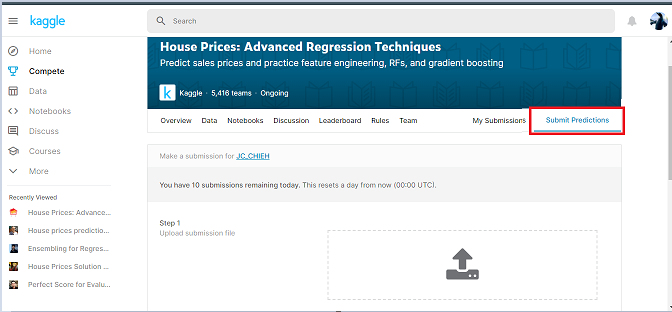 kaggle
Search
Home
Compete
Data
Notebooks
Discuss
Courses
More
Recently Viewed
House Prices: Advance...
House prices predictio...
Ensembling for Regres...
House Prices Solution ...
Perfect Score for Evalu...
House Prices: Advanced Regression Techniques
Predict sales prices and practice feature engineering, RFs, and gradient boosting
k Kaggle · 5,416 teams · Ongoing
Overview Data Notebooks Discussion Leaderboard Rules Team My Submissions Submit Predictions
Make a submission for JC_CHIEH
You have 10 submissions remaining today. This resets a day from now (00:00 UTC).
Step 1
Upload submission file